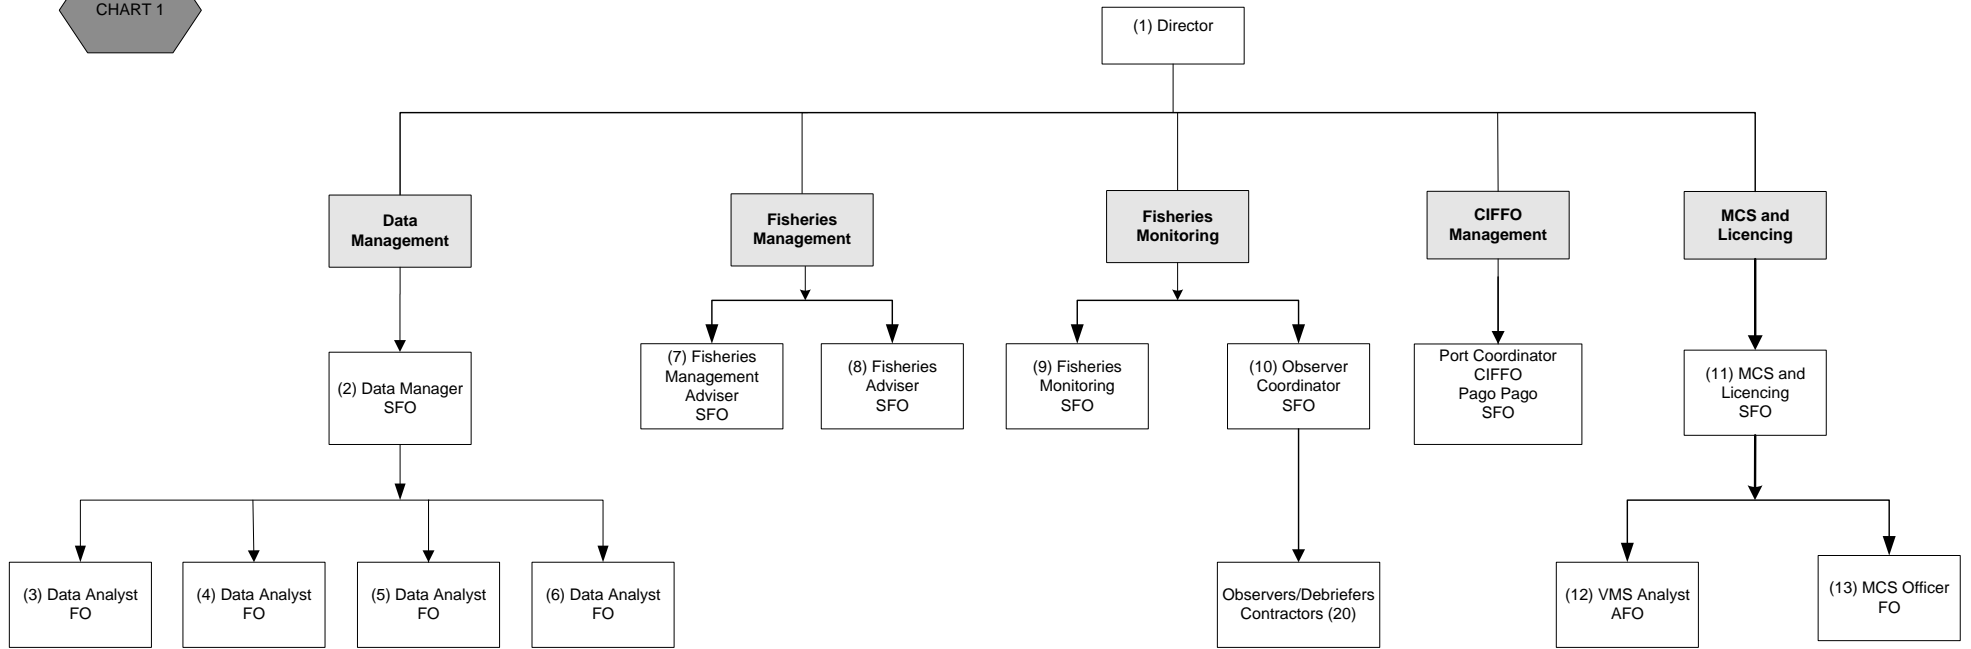 CHART 1
(1) Director
Data
Management
Fisheries
Management
Fisheries
Monitoring
CIFFO
Management
MCS and
Licencing
(2) Data Manager
SFO
(7) Fisheries
Management
Adviser
SFO
(8) Fisheries
Adviser
SFO
(9) Fisheries
Monitoring
SFO
(10) Observer
Coordinator
SFO
Port Coordinator
CIFFO
Pago Pago
SFO
(11) MCS and
Licencing
SFO
(3) Data Analyst
FO
(4) Data Analyst
FO
(5) Data Analyst
FO
(6) Data Analyst
FO
Observers/Debriefers
Contractors (20)
(12) VMS Analyst
AFO
(13) MCS Officer
FO